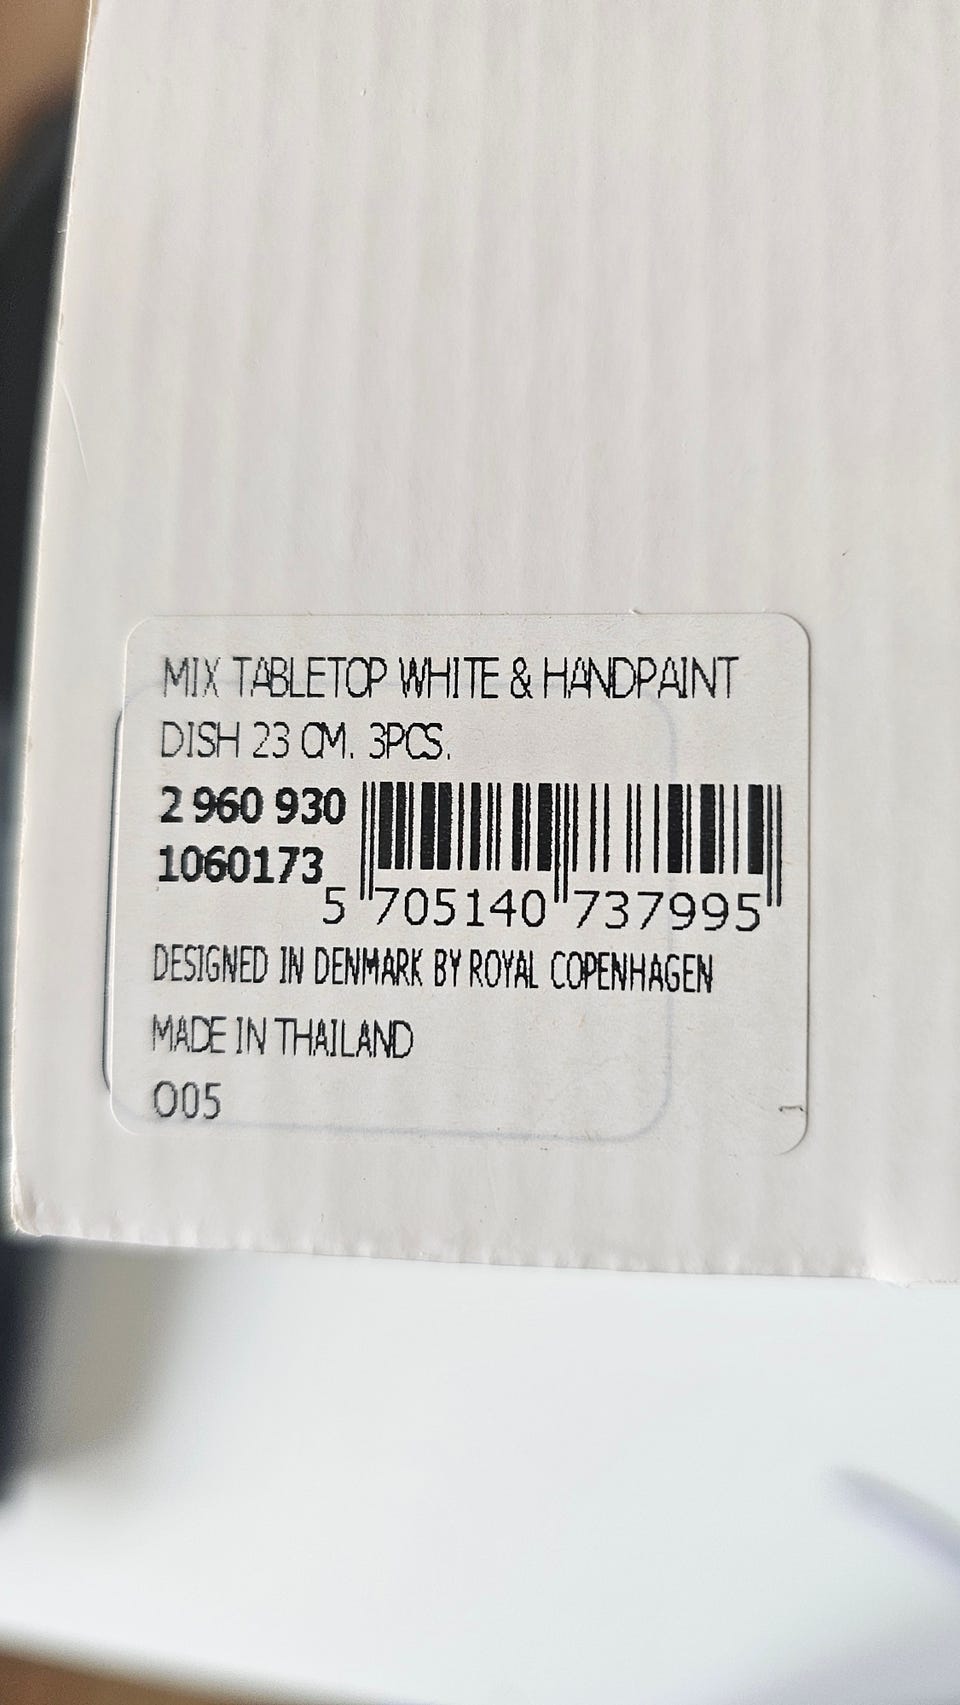 MIX TABLETOP WHITE & HANDPAINT
DISH 23 CM. 3PCS.
2 960 930
1060173
5 705140 737995
DESIGNED IN DENMARK BY ROYAL COPENHAGEN
MADE IN THAILAND
O05